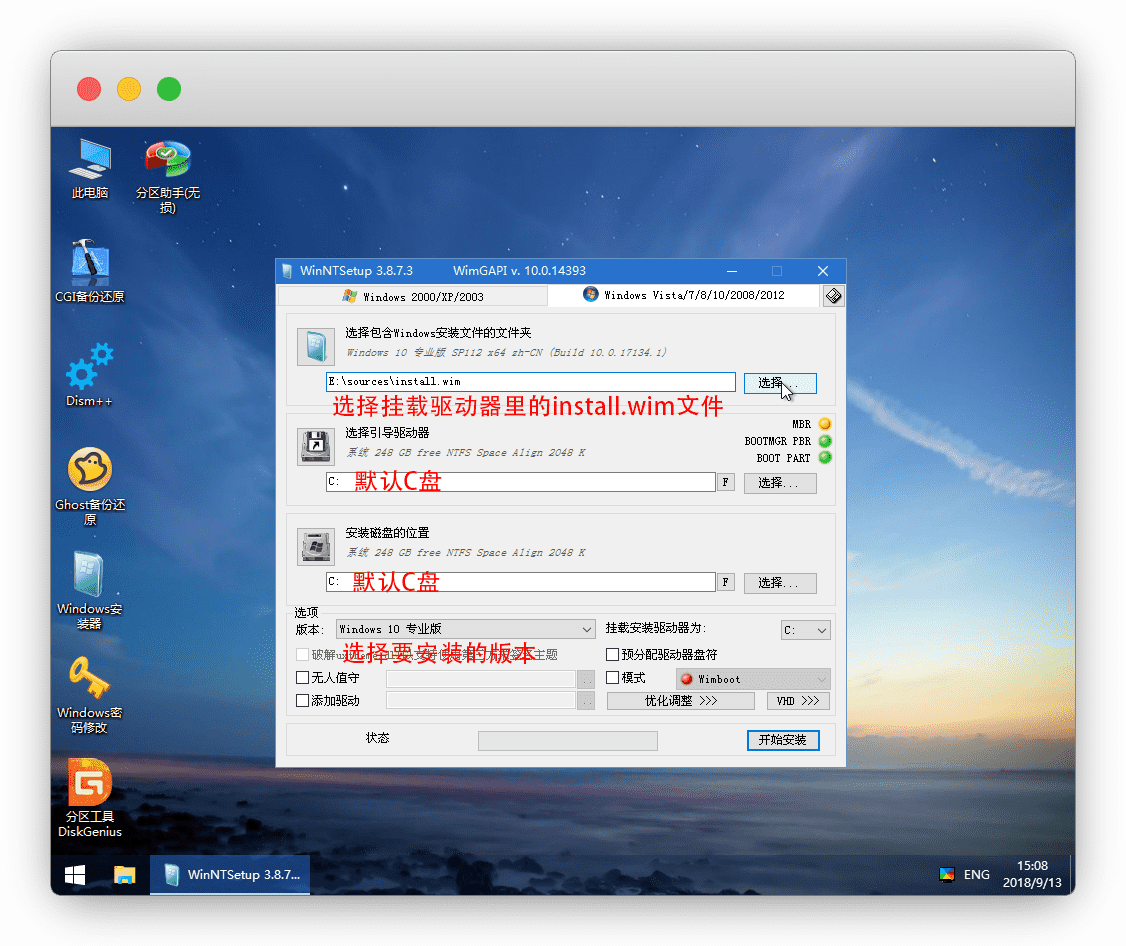 此电脑
分区助手(无
损)
CGI备份还原
Dism++
Ghost备份还
原
Windows安
装器
Windows密
码修改
分区工具
DiskGenius
WinNTSetup 3.8.7.3 WimGAPI v. 10.0.14393
Windows 2000/XP/2003
Windows Vista/7/8/10/2008/2012
选择包含Windows安装文件的文件夹
Windows 10 专业版 SP112 x64 zh-CN (Build 10.0.17134.1)
E:\sources\install.wim
选择...
选择挂载驱动器里的install.wim文件
选择引导驱动器
MBR
BOOTMGR PBR
BOOT PART
系统 248 GB free NTFS Space Align 2048 K
C: 默认C盘
F
选择...
安装磁盘的位置
系统 248 GB free NTFS Space Align 2048 K
C: 默认C盘
F
选择...
选项
版本: Windows 10 专业版
挂载安装驱动器为: C:
选择要安装的版本
破解
主题
预分配驱动器盘符
无人值守
..
模式
Wimboot
添加驱动
..
优化调整 >>>
VHD >>>
状态
开始安装
WinNTSetup 3.8.7...
ENG
15:08
2018/9/13